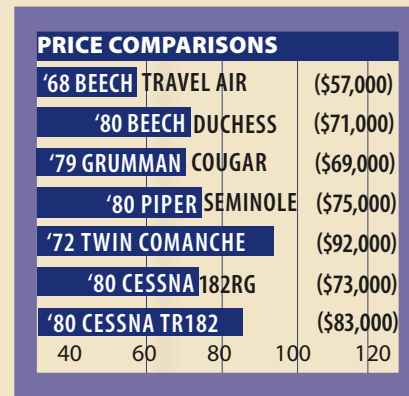 PRICE COMPARISONS
‘68 BEECH TRAVEL AIR ($57,000)
‘80 BEECH DUCHESS ($71,000)
‘79 GRUMMAN COUGAR ($69,000)
‘80 PIPER SEMINOLE ($75,000)
‘72 TWIN COMANCHE ($92,000)
‘80 CESSNA 182RG ($73,000)
‘80 CESSNA TR182 ($83,000)
40 60 80 100 120